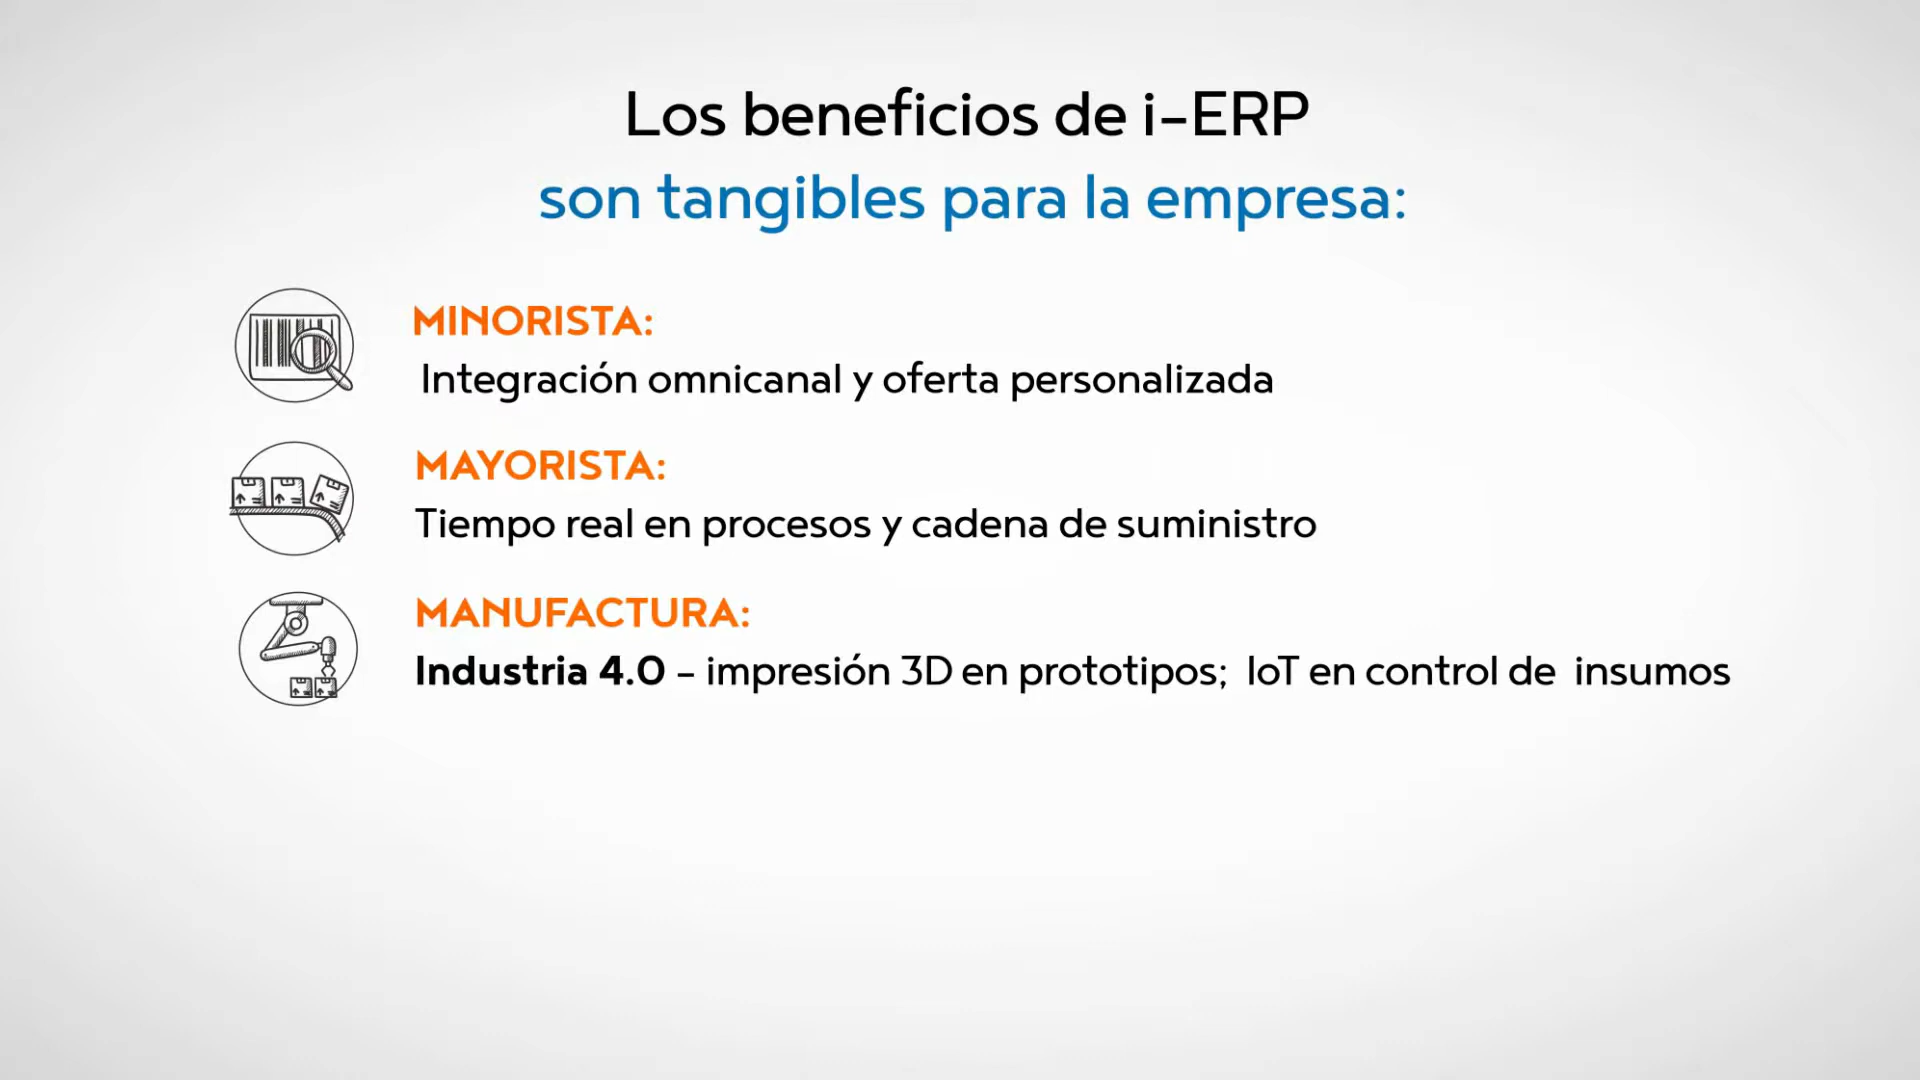 Los beneficios de i-ERP
son tangibles para la empresa:
MINORISTA:
Integración omnicanal y oferta personalizada
MAYORISTA:
Tiempo real en procesos y cadena de suministro
MANUFACTURA:
Industria 4.0 - impresión 3D en prototipos; IoT en control de insumos